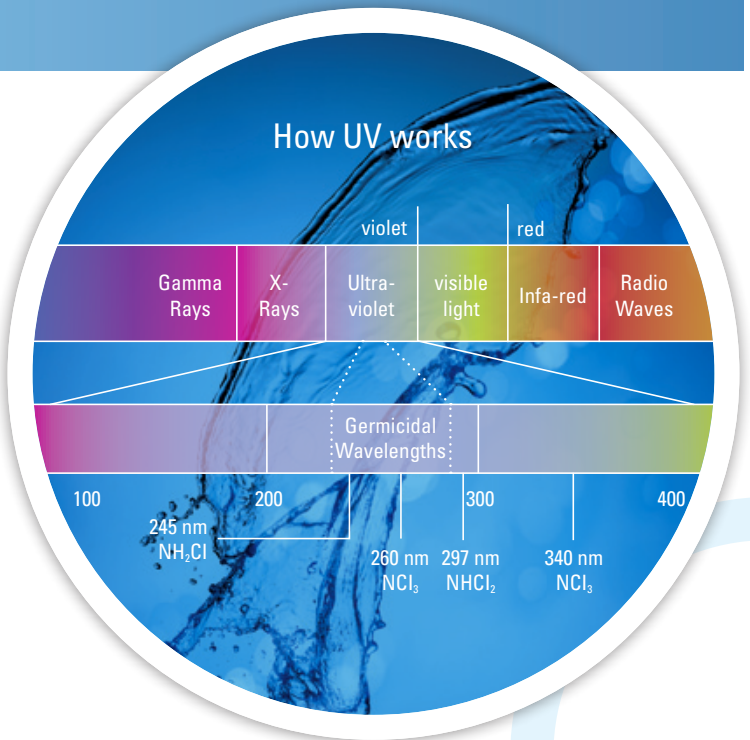 How UV works
violet
red
Gamma
Rays
X-
Rays
Ultra-
violet
visible
light
Infa-red
Radio
Waves
Germicidal
Wavelengths
100
200
300
400
245 nm
NH₂Cl
260 nm
NCl₃
297 nm
NHCl₂
340 nm
NCl₃